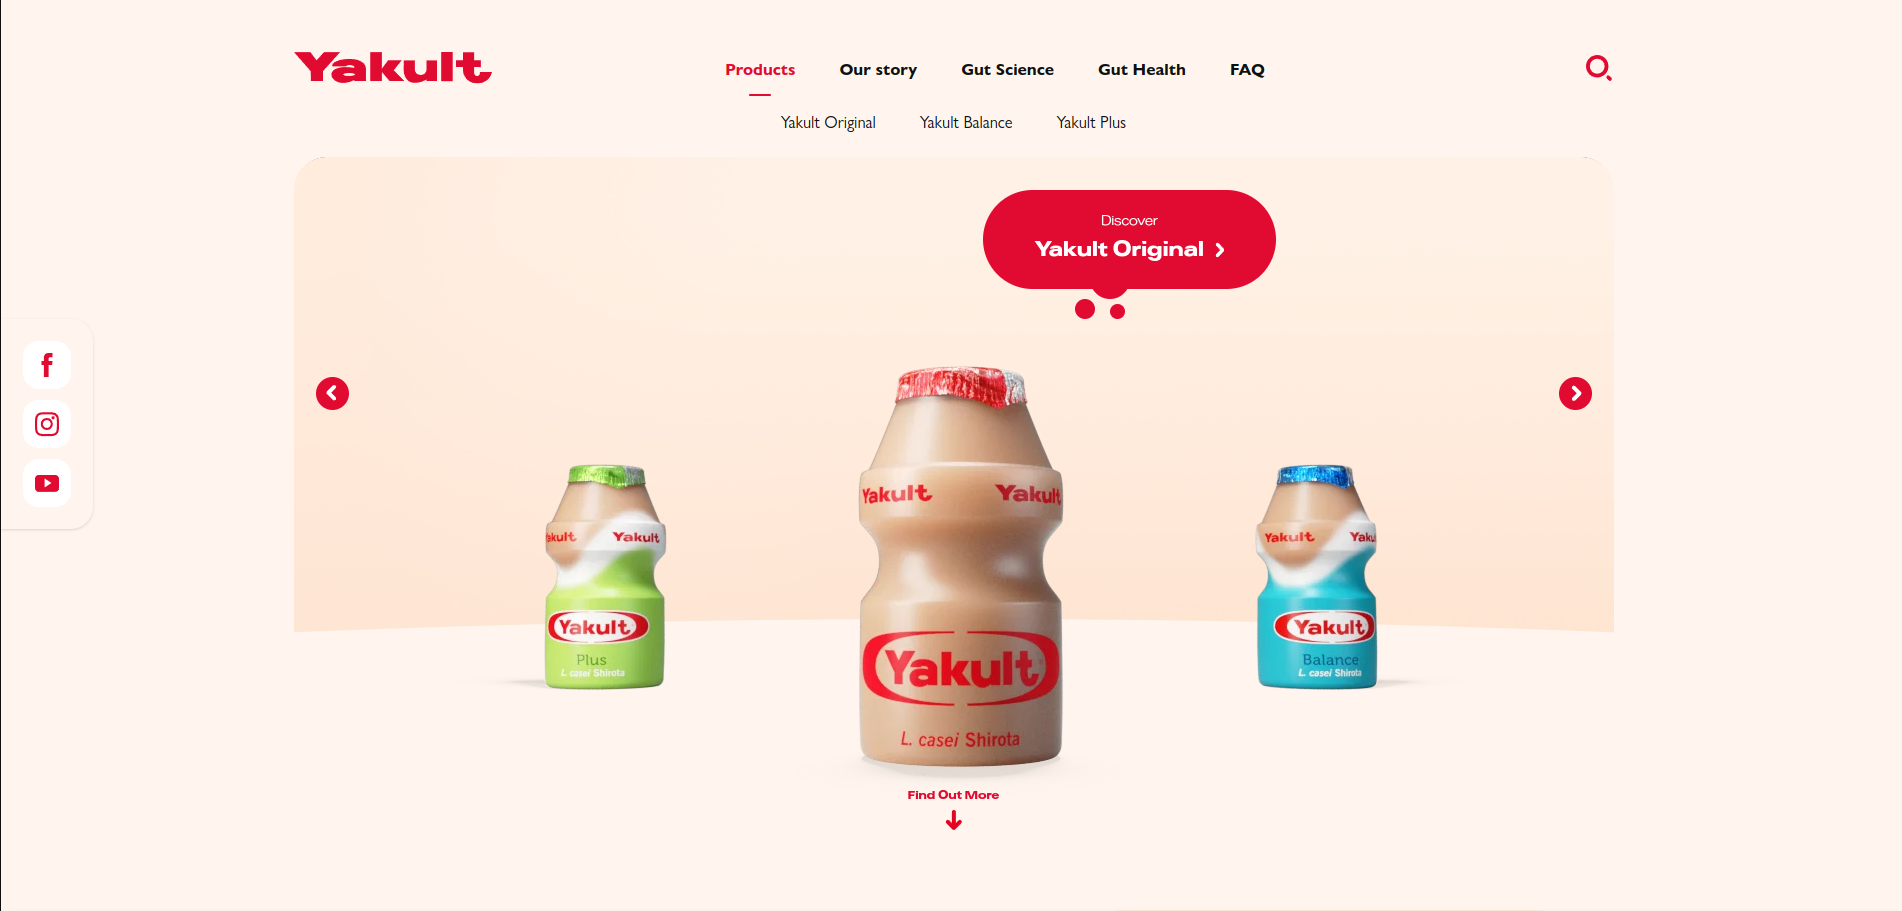 Yakult
Products Our story Gut Science Gut Health FAQ
Yakult Original Yakult Balance Yakult Plus
Discover
Yakult Original
Yakult Yakult
Yakult
L. casei Shirota
akult Yakult
Yakult
Plus
L. casei Shirota
Yakult Yaku
Yakult
Balance
L. casei Shirota
Find Out More